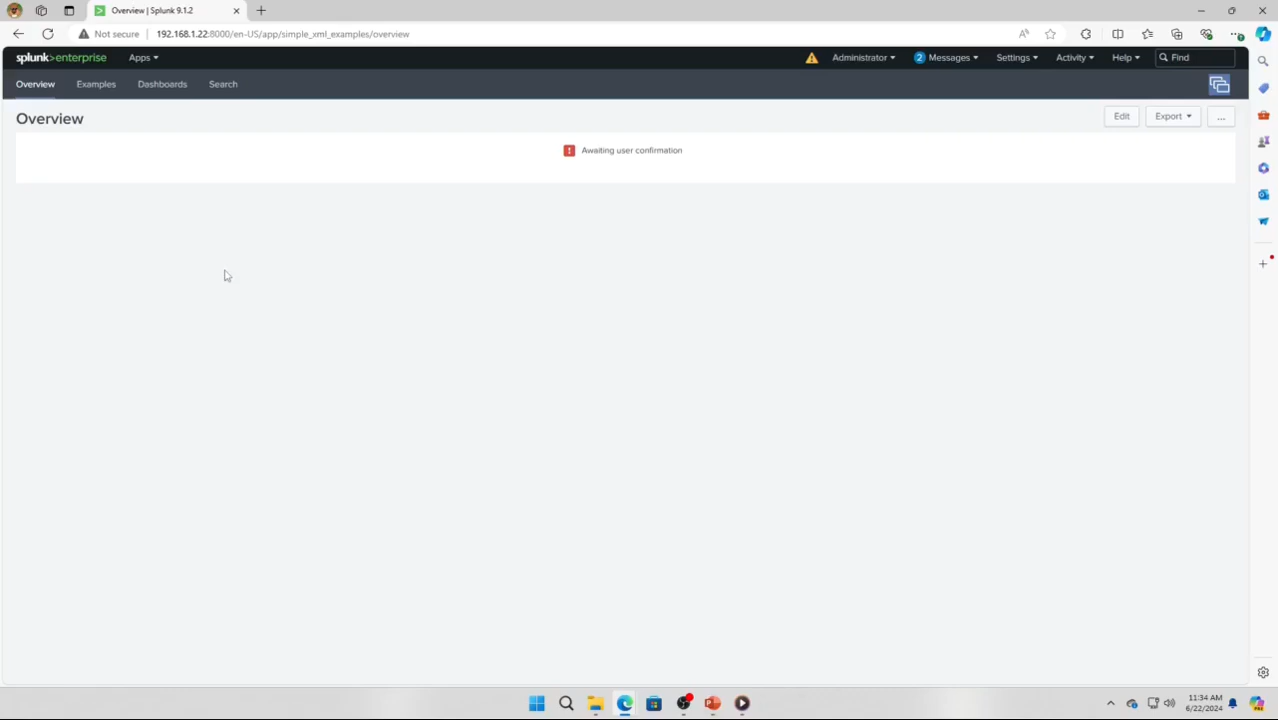 Overview | Splunk 9.1.2
Not secure 192.168.1.22:8000/en-US/app/simple_xml_examples/overview
splunk>enterprise Apps Administrator 2 Messages Settings Activity Help Find
Overview Examples Dashboards Search
Overview Edit Export ...
! Awaiting user confirmation
11:34 AM
6/22/2024